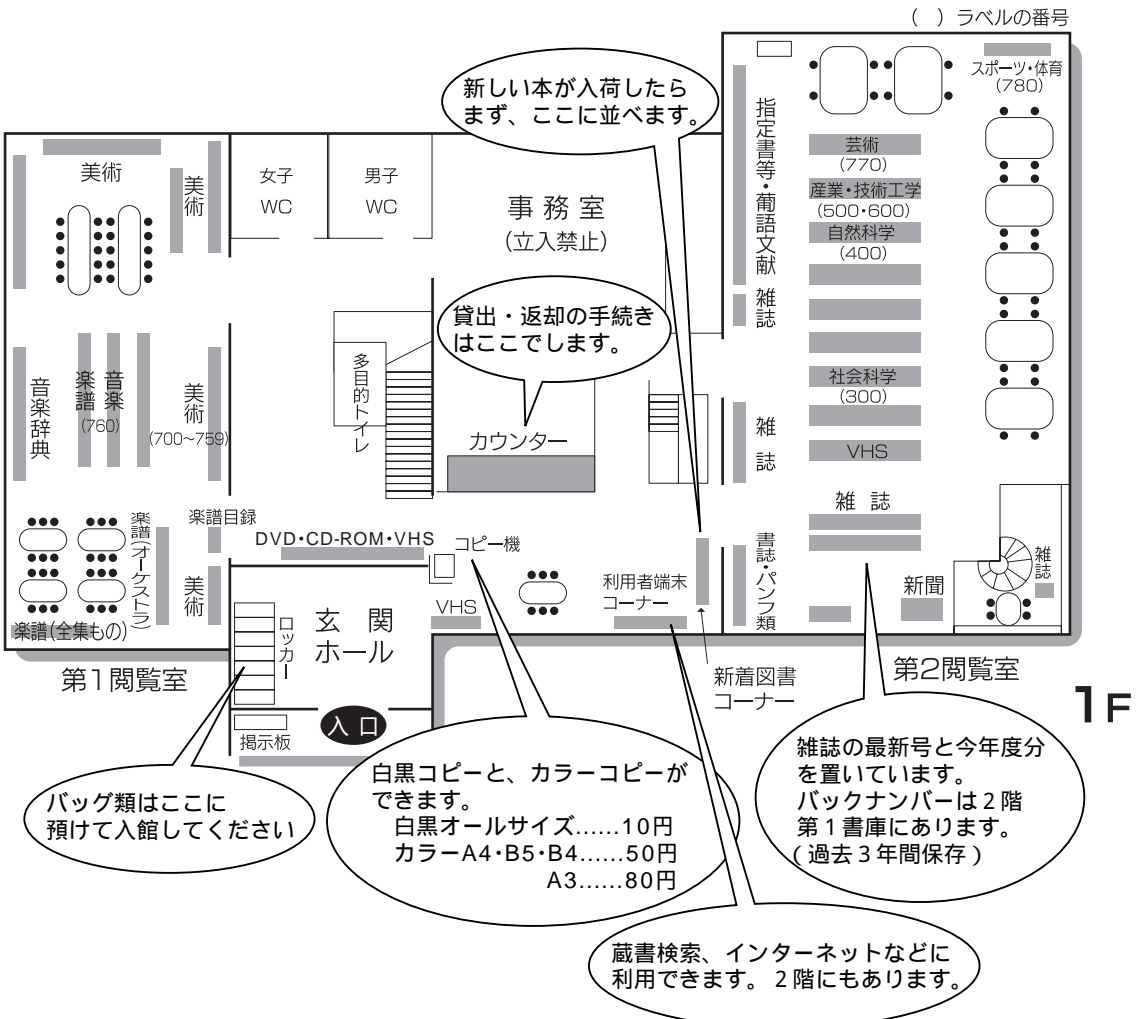 ( ) ラベルの番号
新しい本が入荷したら
まず、ここに並べます。
指定書等・葡語文献
スポーツ・体育
(780)
芸術
(770)
産業・技術工学
(500・600)
自然科学
(400)
雑誌
社会科学
(300)
雑誌
VHS
雑誌
書誌・パンフ類
新聞
雑誌
美術
美術
女子
WC
男子
WC
事務室
(立入禁止)
貸出・返却の手続き
はここでします。
多目的トイレ
カウンター
音楽辞典
楽譜
音楽
(760)
美術
(700~759)
楽譜(オーケストラ)
楽譜目録
美術
楽譜(全集もの)
DVD・CD-ROM・VHS
コピー機
VHS
利用者端末
コーナー
ロッカー
玄関
ホール
第1閲覧室
第2閲覧室
新着図書
コーナー
1F
掲示板
入口
バッグ類はここに
預けて入館してください
白黒コピーと、カラーコピーが
できます。
白黒オールサイズ……10円
カラーA4・B5・B4……50円
A3……80円
雑誌の最新号と今年度分
を置いています。
バックナンバーは2階
第1書庫にあります。
(過去3年間保存)
蔵書検索、インターネットなどに
利用できます。2階にもあります。